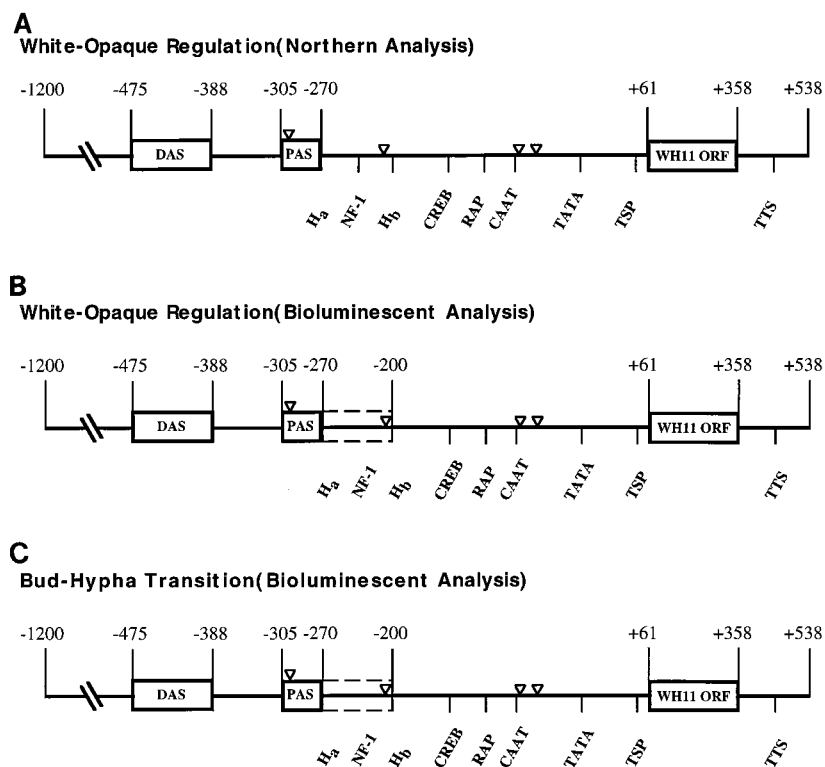 A
White-Opaque Regulation(Northern Analysis)
-1200 -475 -388 -305 -270 +61 +358 +538
DAS PAS WH11 ORF
Ha NF-1 Hb CREB RAP CAAT TATA TSP TTS
B
White-Opaque Regulation(Bioluminescent Analysis)
-1200 -475 -388 -305 -270 -200 +61 +358 +538
DAS PAS WH11 ORF
Ha NF-1 Hb CREB RAP CAAT TATA TSP TTS
C
Bud-Hypha Transition(Bioluminescent Analysis)
-1200 -475 -388 -305 -270 -200 +61 +358 +538
DAS PAS WH11 ORF
Ha NF-1 Hb CREB RAP CAAT TATA TSP TTS